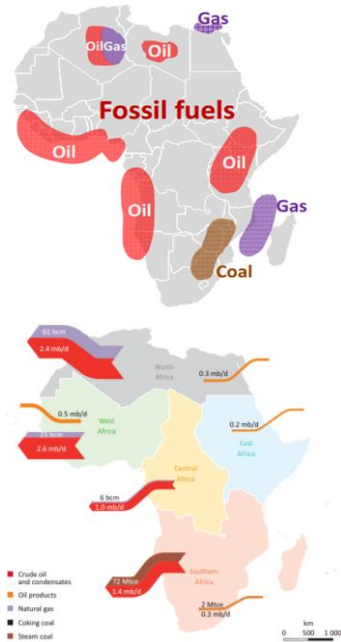 Gas
Oil Gas
Oil
Fossil fuels
Oil
Oil
Oil
Gas
Coal
61 bcm
2.4 mb/d
North
Africa
0.3 mb/d
0.5 mb/d
West
Africa
0.2 mb/d
East
Africa
25 bcm
2.6 mb/d
Central
Africa
6 bcm
1.0 mb/d
72 Mtce
1.4 mb/d
Southern
Africa
2 Mtce
0.3 mb/d
Crude oil
and condensates
Oil products
Natural gas
Coking coal
Steam coal
km
0 500 1 000